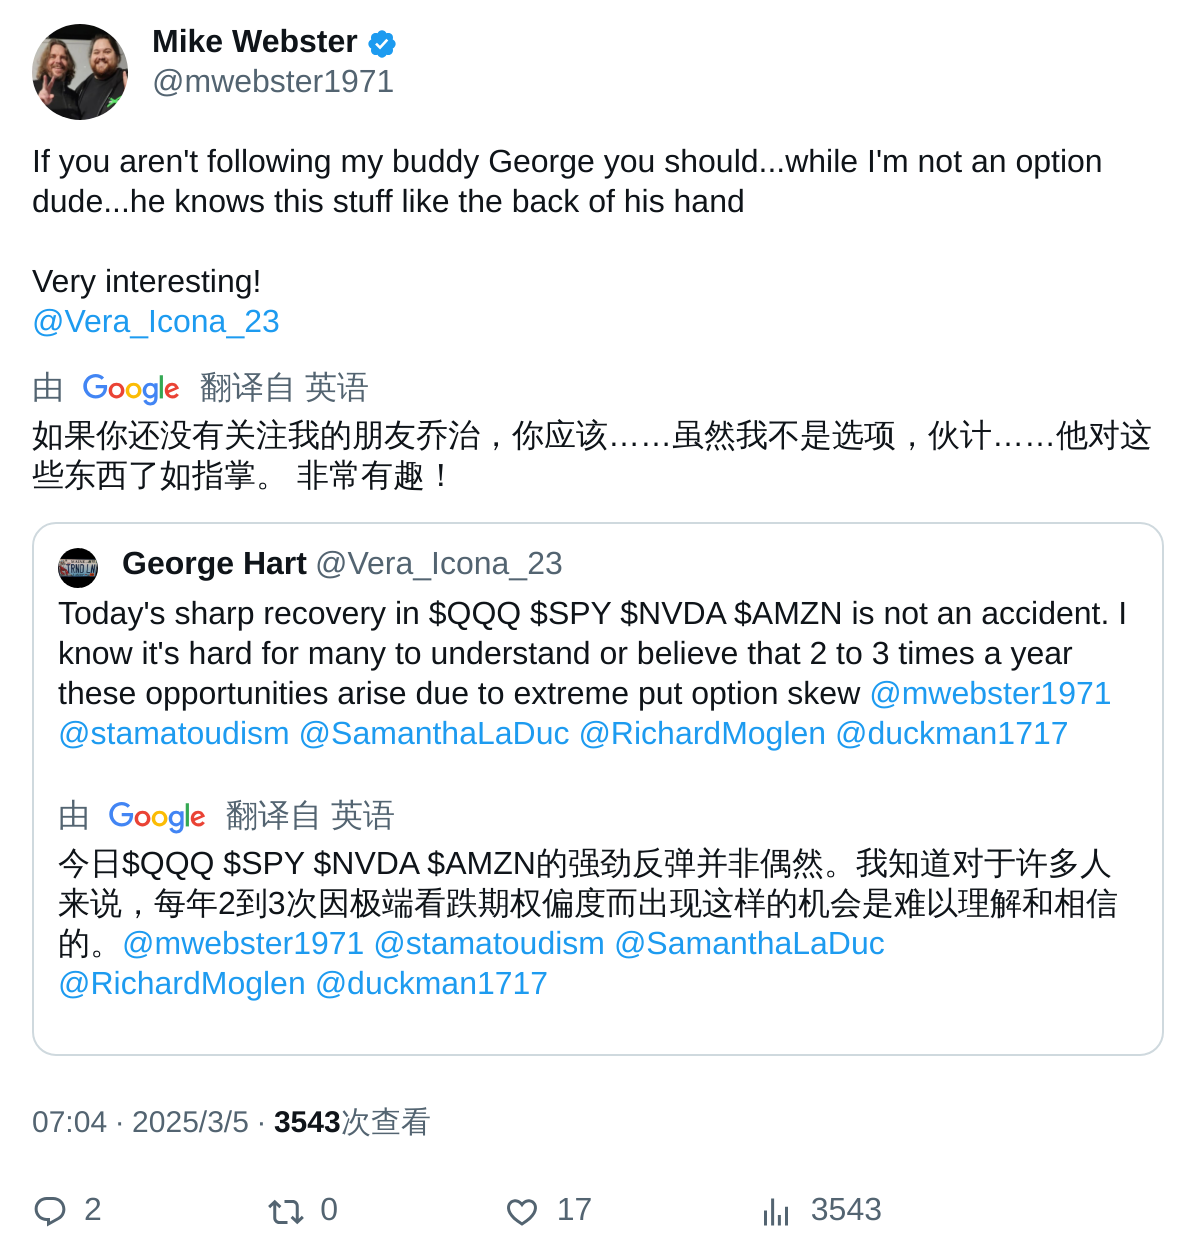 Mike Webster
@mwebster1971
If you aren't following my buddy George you should...while I'm not an option
dude...he knows this stuff like the back of his hand
Very interesting!
@Vera_Icona_23
由 Google 翻译自 英语
如果你还没有关注我的朋友乔治，你应该……虽然我不是选项，伙计……他对这
些东西了如指掌。 非常有趣！
George Hart @Vera_Icona_23
Today's sharp recovery in $QQQ $SPY $NVDA $AMZN is not an accident. I
know it's hard for many to understand or believe that 2 to 3 times a year
these opportunities arise due to extreme put option skew @mwebster1971
@stamatoudism @SamanthaLaDuc @RichardMoglen @duckman1717
由 Google 翻译自 英语
今日$QQQ $SPY $NVDA $AMZN的强劲反弹并非偶然。我知道对于许多人
来说，每年2到3次因极端看跌期权偏度而出现这样的机会是难以理解和相信
的。@mwebster1971 @stamatoudism @SamanthaLaDuc
@RichardMoglen @duckman1717
07:04 · 2025/3/5 · 3543次查看
2 0 17 3543